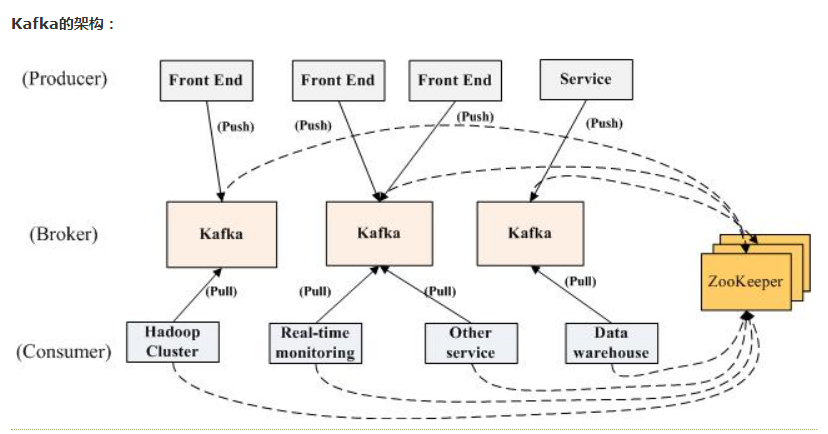 Kafka的架构：
(Producer)
Front End
Front End
Front End
Service
(Push)
(Push)
(Push)
(Push)
(Broker)
Kafka
Kafka
Kafka
ZooKeeper
(Pull)
(Pull)
(Pull)
(Pull)
(Consumer)
Hadoop
Cluster
Real-time
monitoring
Other
service
Data
warehouse